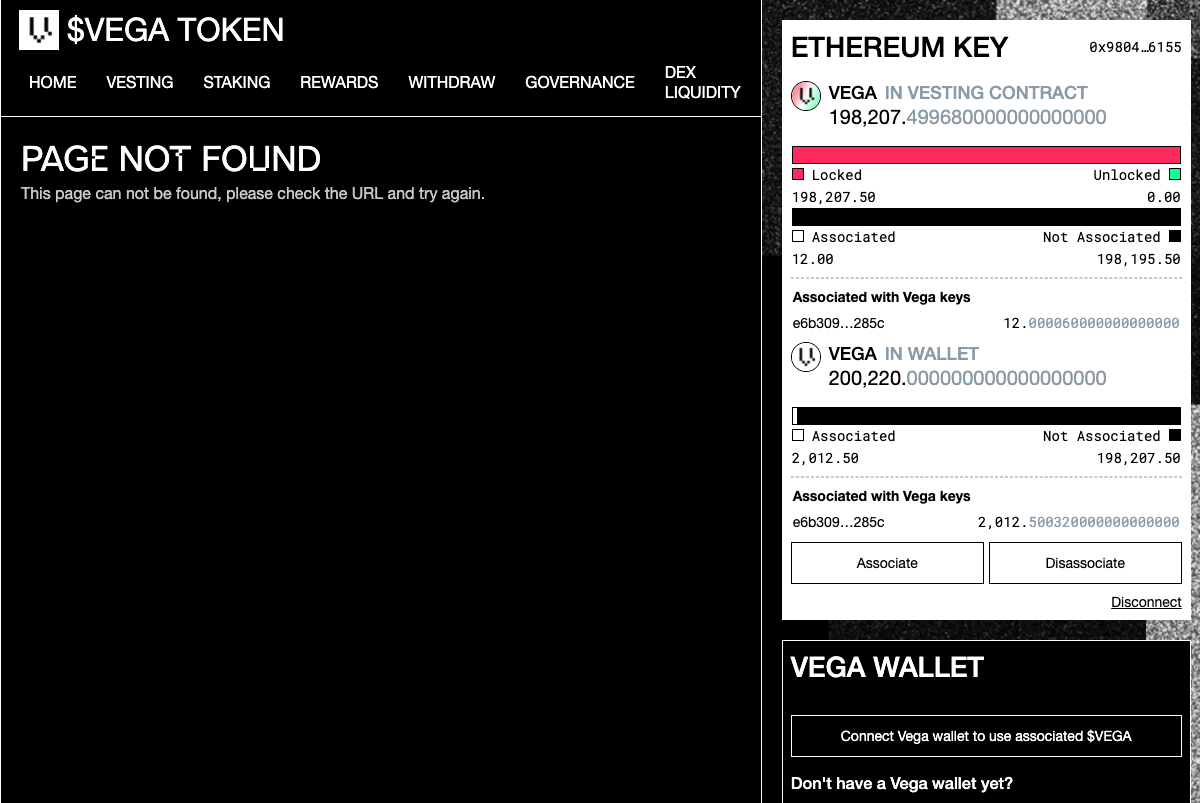 $VEGA TOKEN
HOME VESTING STAKING REWARDS WITHDRAW GOVERNANCE DEX LIQUIDITY
PAGE NOT FOUND
This page can not be found, please check the URL and try again.
ETHEREUM KEY 0x9804…6155
VEGA IN VESTING CONTRACT
198,207.499680000000000000
Locked Unlocked
198,207.50 0.00
Associated Not Associated
12.00 198,195.50
Associated with Vega keys
e6b309…285c 12.000060000000000000
VEGA IN WALLET
200,220.000000000000000000
Associated Not Associated
2,012.50 198,207.50
Associated with Vega keys
e6b309…285c 2,012.500320000000000000
Associate Disassociate
Disconnect
VEGA WALLET
Connect Vega wallet to use associated $VEGA
Don't have a Vega wallet yet?